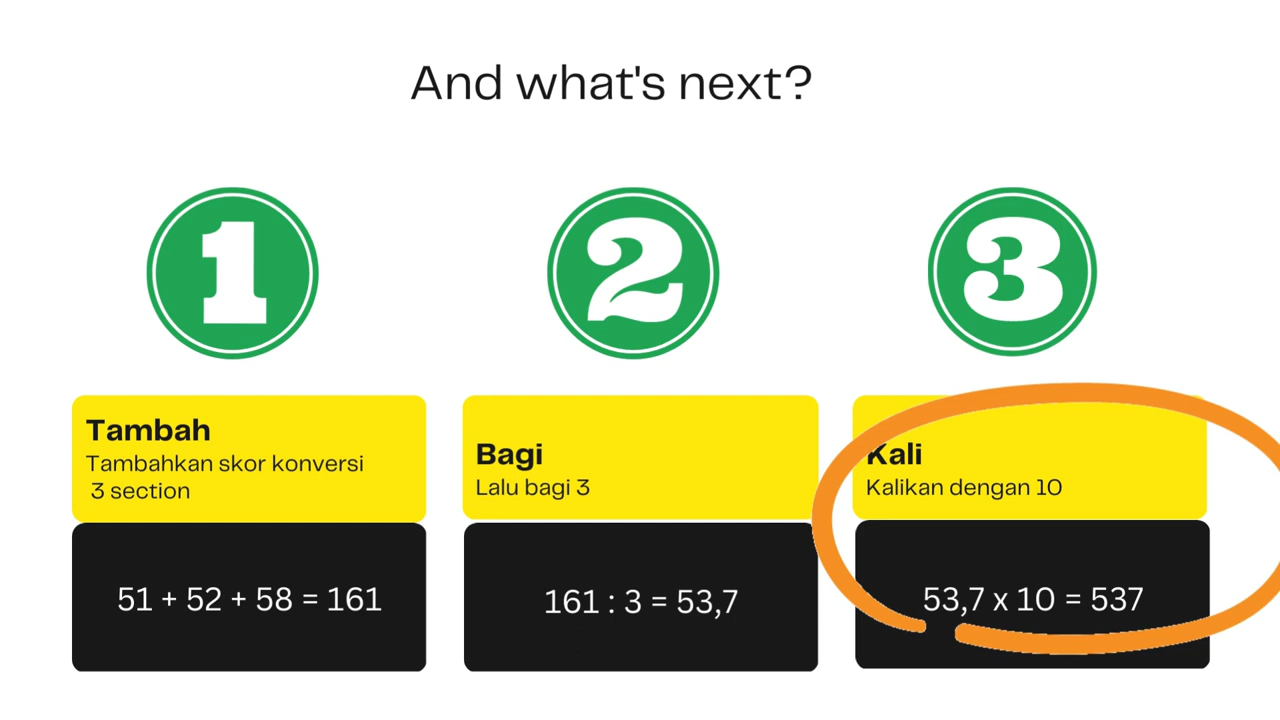 And what's next?
1
2
3
Tambah
Tambahkan skor konversi
3 section
51 + 52 + 58 = 161
Bagi
Lalu bagi 3
161 : 3 = 53,7
Kali
Kalikan dengan 10
53,7 x 10 = 537